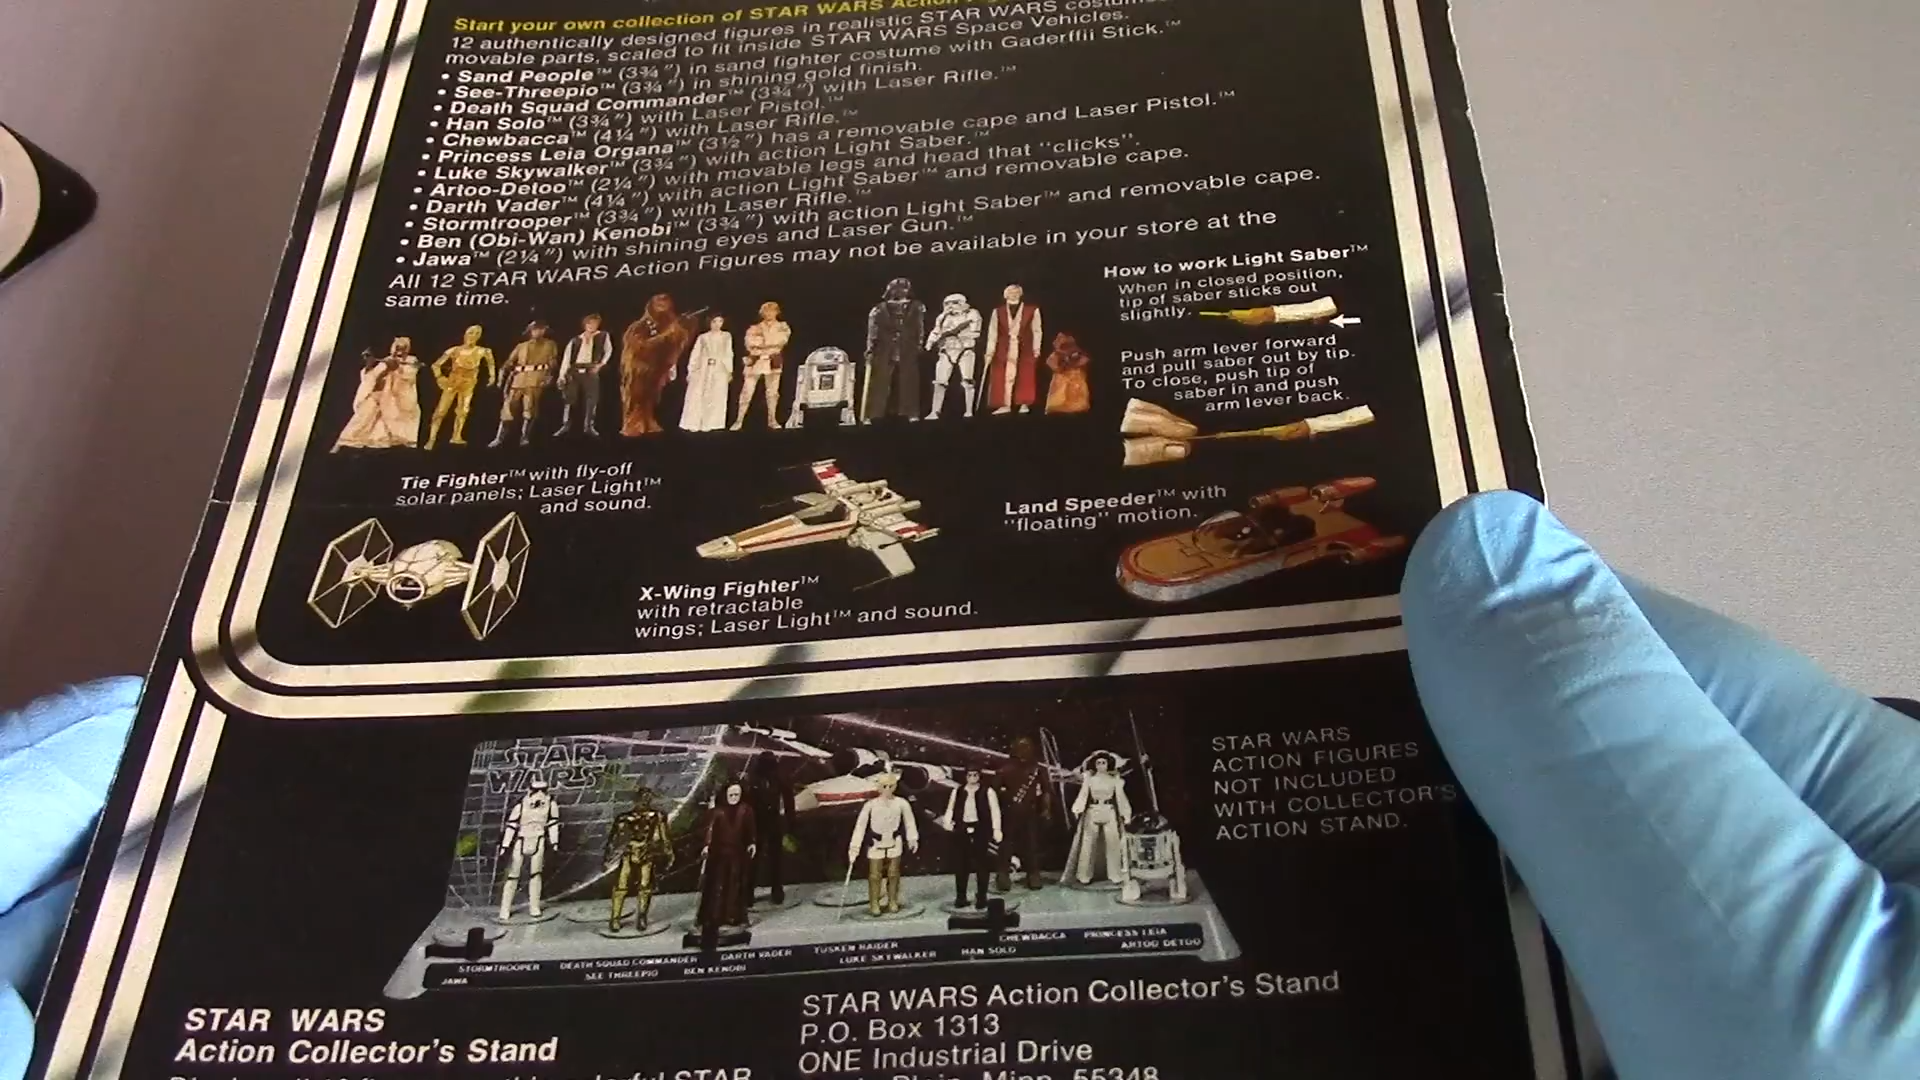 Start your own collection of STAR WARS Action
12 authentically designed figures in realistic STAR WARS
movable parts, scaled to fit inside STAR WARS Space Vehicles.
• Sand People™ (3¾″) in sand fighter costume with Gaderffii Stick.™
• See-Threepio™ (3¾″) in shining gold finish.
• Death Squad Commander™ (3¾″) with Laser Rifle.™
• Han Solo™ (3¾″) with Laser Pistol.™
• Chewbacca™ (4¼″) with Laser Rifle.™
• Princess Leia Organa™ (3½″) has a removable cape and Laser Pistol.™
• Luke Skywalker™ (3¾″) with action Light Saber.™
• Artoo-Detoo™ (2¼″) with movable legs and head that "clicks".
• Darth Vader™ (4¼″) with action Light Saber™ and removable cape.
• Stormtrooper™ (3¾″) with Laser Rifle.™
• Ben (Obi-Wan) Kenobi™ (3¾″) with action Light Saber™ and removable cape.
• Jawa™ (2¼″) with shining eyes and Laser Gun.™
All 12 STAR WARS Action Figures may not be available in your store at the
same time.
How to work Light Saber™
When in closed position,
tip of saber sticks out
slightly.
Push arm lever forward
and pull saber out by tip.
To close, push tip of
saber in and push
arm lever back.
Tie Fighter™ with fly-off
solar panels; Laser Light™
and sound.
X-Wing Fighter™
with retractable
wings; Laser Light™ and sound.
Land Speeder™ with
"floating" motion.
STAR
WARS
STAR WARS
ACTION FIGURES
NOT INCLUDED
WITH COLLECTOR'S
ACTION STAND.
STORMTROOPER DEATH SQUAD COMMANDER DARTH VADER TUSKEN RAIDER CHEWBACCA PRINCESS LEIA
JAWA SEE THREEPIO BEN KENOBI LUKE SKYWALKER HAN SOLO ARTOO DETOO
STAR WARS
Action Collector's Stand
STAR WARS Action Collector's Stand
P.O. Box 1313
ONE Industrial Drive
Minn. 55348
STAR